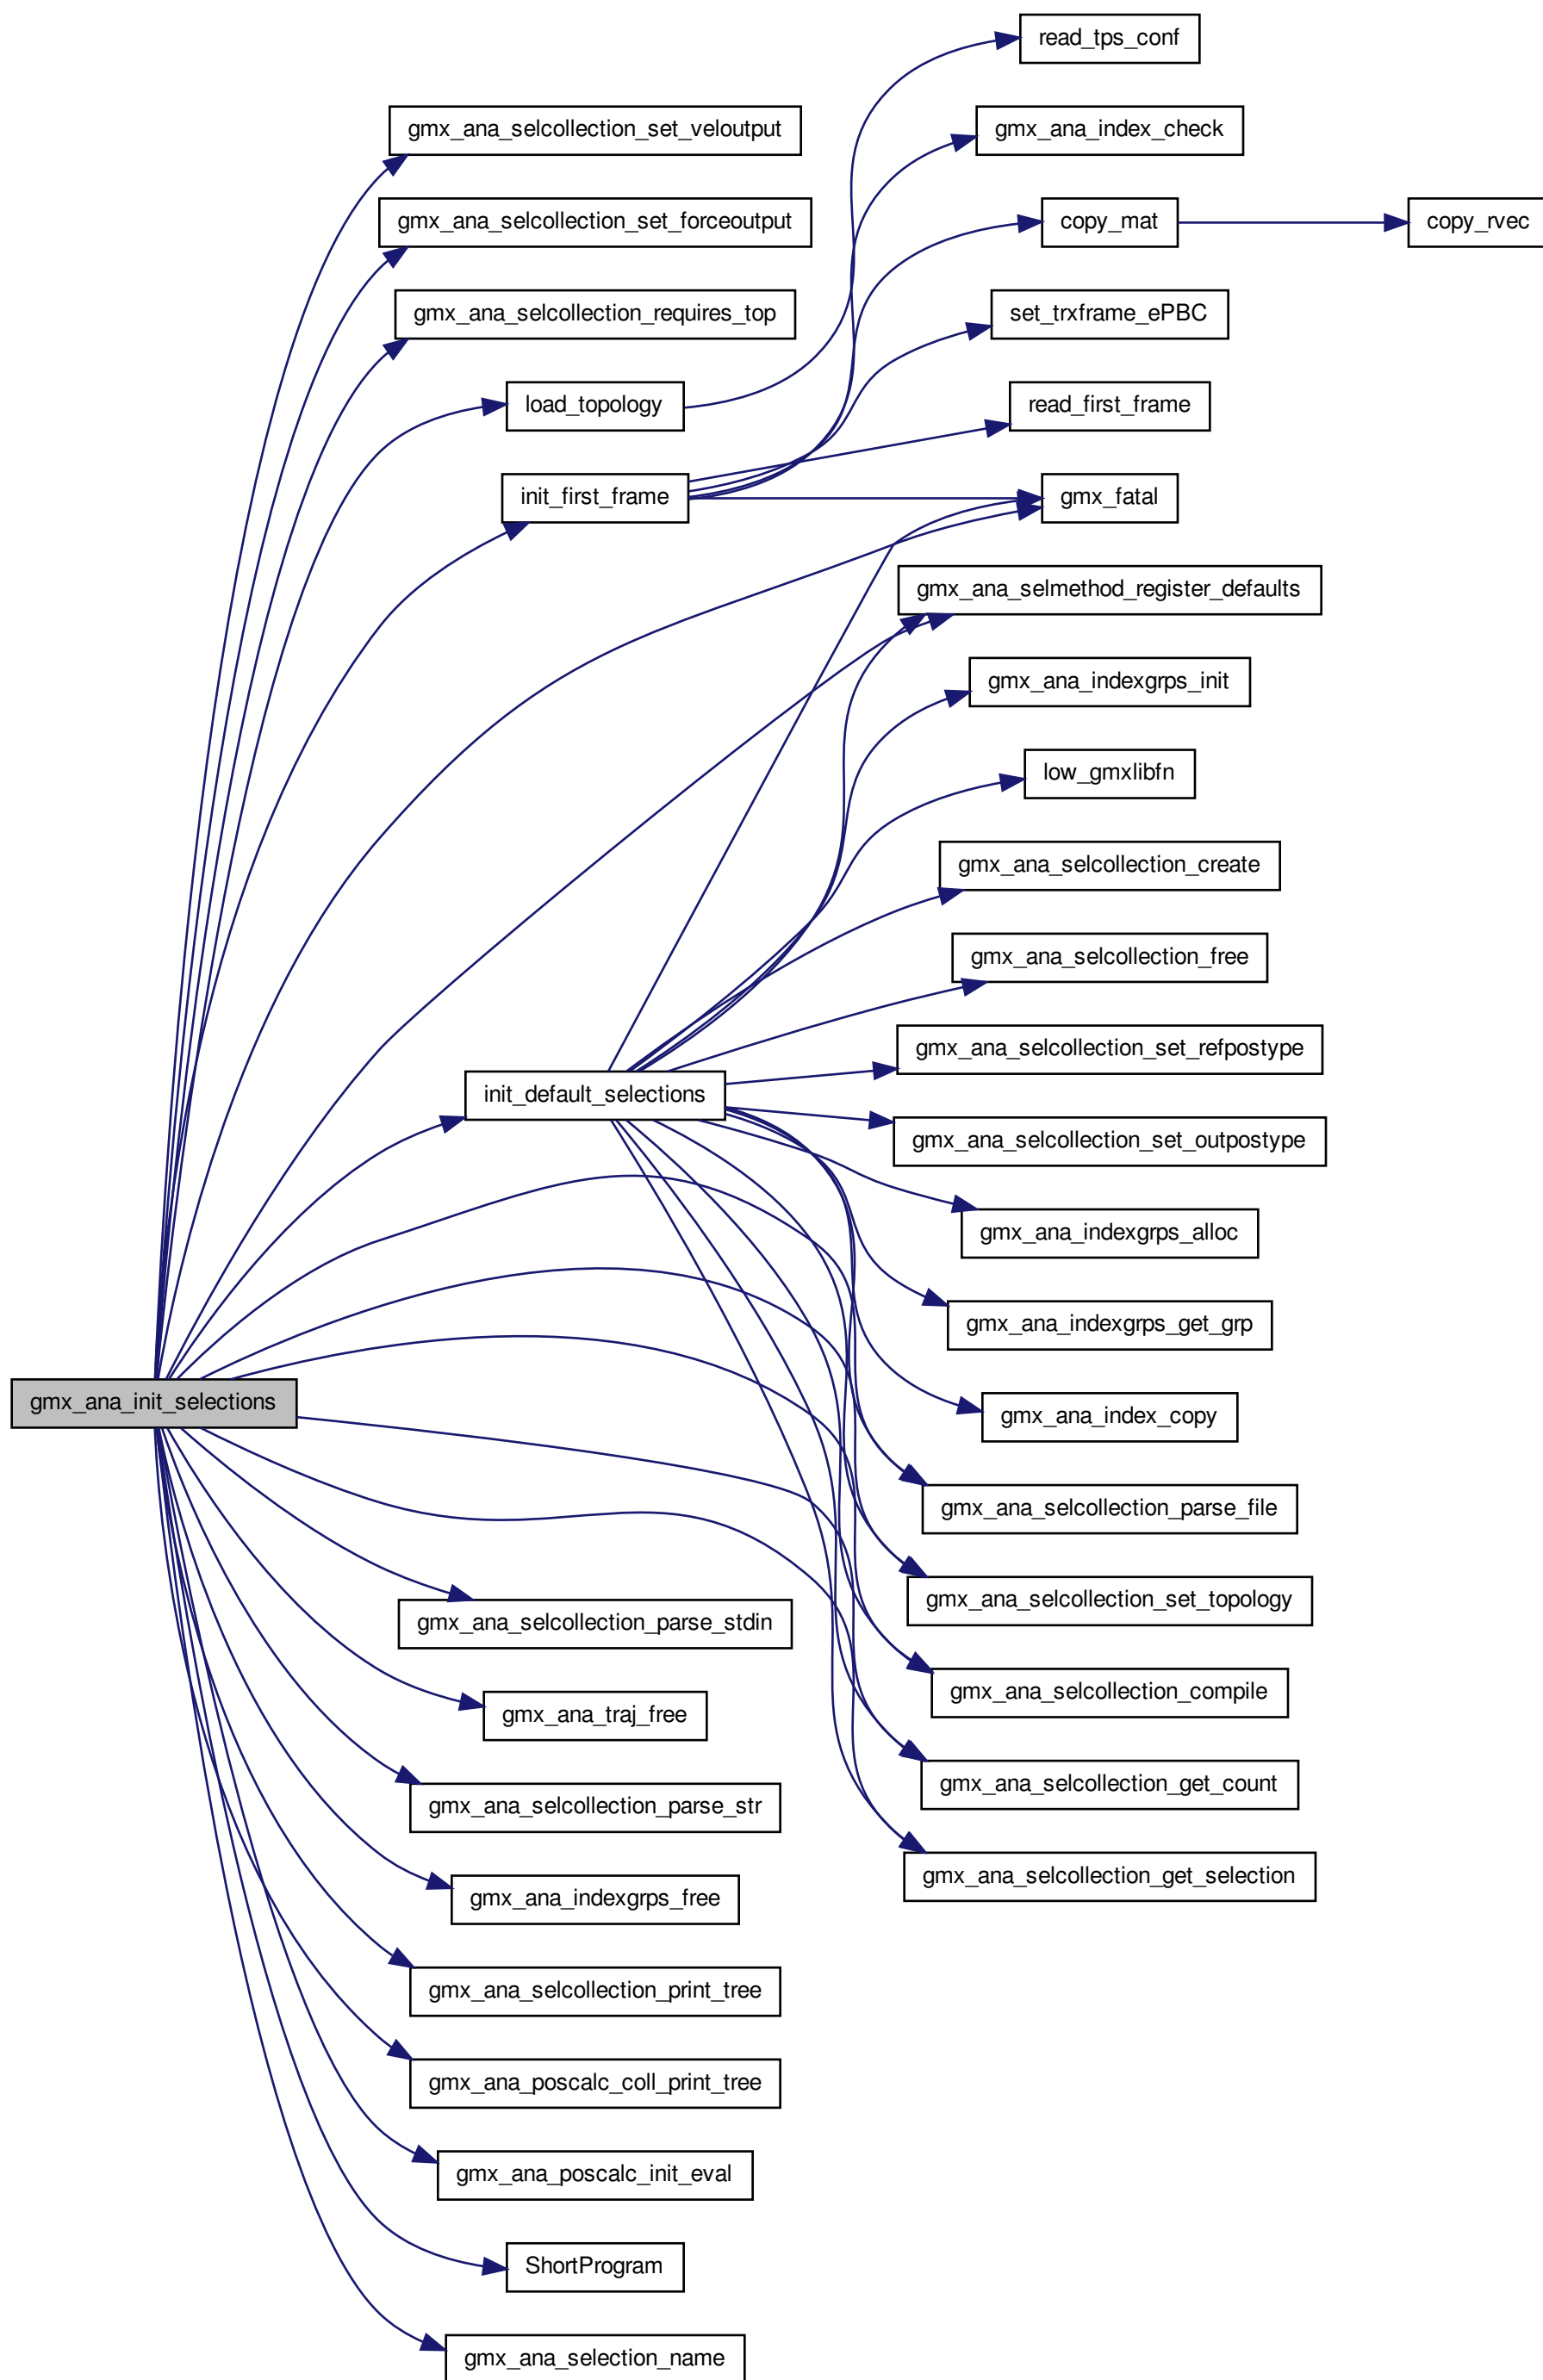 read_tps_conf
gmx_ana_selcollection_set_veloutput
gmx_ana_index_check
gmx_ana_selcollection_set_forceoutput
copy_mat
copy_rvec
gmx_ana_selcollection_requires_top
set_trxframe_ePBC
load_topology
read_first_frame
init_first_frame
gmx_fatal
gmx_ana_selmethod_register_defaults
gmx_ana_indexgrps_init
low_gmxlibfn
gmx_ana_selcollection_create
gmx_ana_selcollection_free
gmx_ana_selcollection_set_refpostype
init_default_selections
gmx_ana_selcollection_set_outpostype
gmx_ana_indexgrps_alloc
gmx_ana_indexgrps_get_grp
gmx_ana_init_selections
gmx_ana_index_copy
gmx_ana_selcollection_parse_file
gmx_ana_selcollection_set_topology
gmx_ana_selcollection_parse_stdin
gmx_ana_selcollection_compile
gmx_ana_traj_free
gmx_ana_selcollection_get_count
gmx_ana_selcollection_parse_str
gmx_ana_selcollection_get_selection
gmx_ana_indexgrps_free
gmx_ana_selcollection_print_tree
gmx_ana_poscalc_coll_print_tree
gmx_ana_poscalc_init_eval
ShortProgram
gmx_ana_selection_name